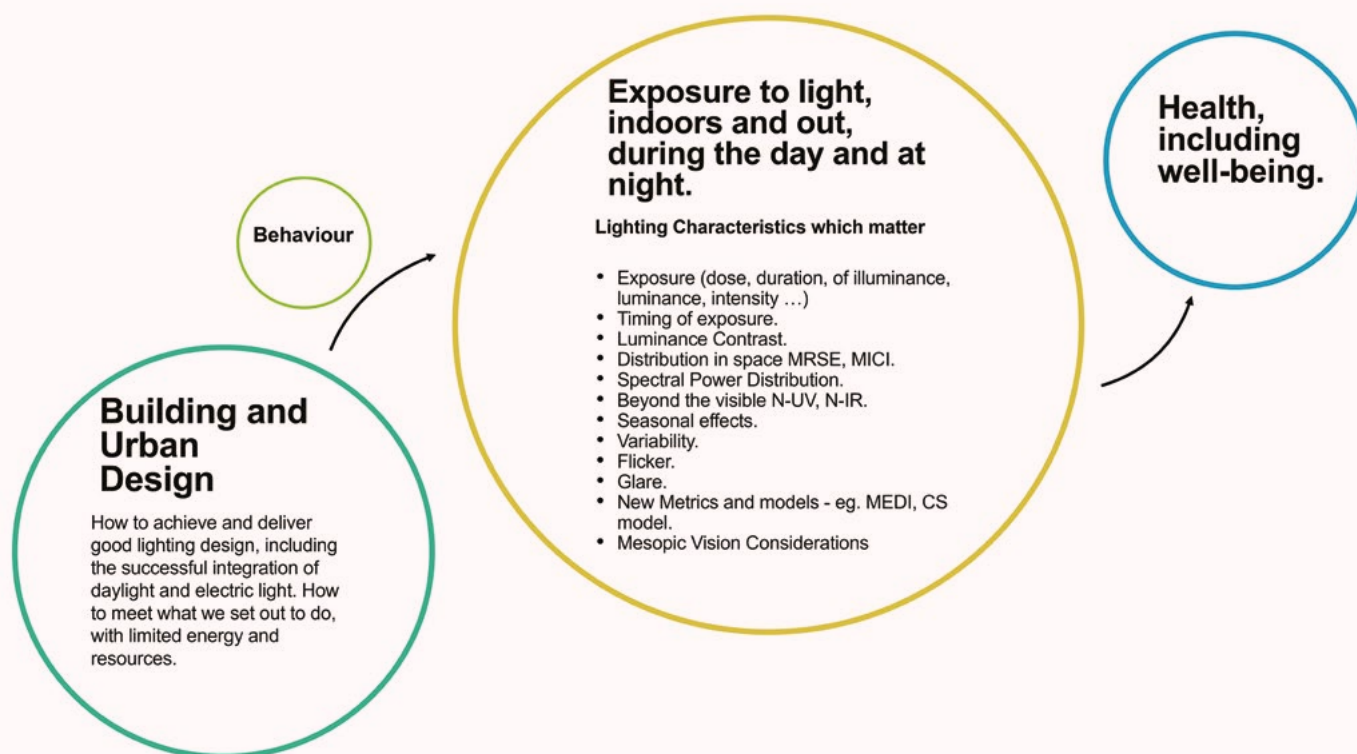 Building and
Urban
Design
How to achieve and deliver
good lighting design, including
the successful integration of
daylight and electric light. How
to meet what we set out to do,
with limited energy and
resources.
Behaviour
Exposure to light,
indoors and out,
during the day and at
night.
Lighting Characteristics which matter
• Exposure (dose, duration, of illuminance,
luminance, intensity ...)
• Timing of exposure.
• Luminance Contrast.
• Distribution in space MRSE, MICI.
• Spectral Power Distribution.
• Beyond the visible N-UV, N-IR.
• Seasonal effects.
• Variability.
• Flicker.
• Glare.
• New Metrics and models - eg. MEDI, CS
model.
• Mesopic Vision Considerations
Health,
including
well-being.